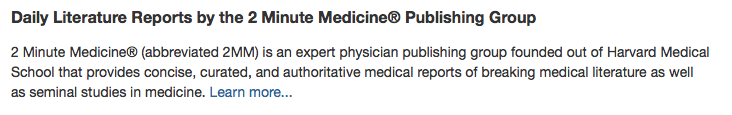 Daily Literature Reports by the 2 Minute Medicine® Publishing Group
2 Minute Medicine® (abbreviated 2MM) is an expert physician publishing group founded out of Harvard Medical
School that provides concise, curated, and authoritative medical reports of breaking medical literature as well
as seminal studies in medicine. Learn more...